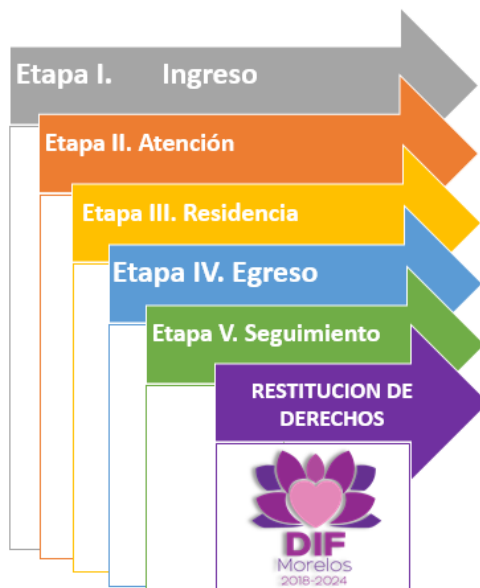 Etapa I. Ingreso
Etapa II. Atención
Etapa III. Residencia
Etapa IV. Egreso
Etapa V. Seguimiento
RESTITUCION DE
DERECHOS
DIF
Morelos
2018-2024